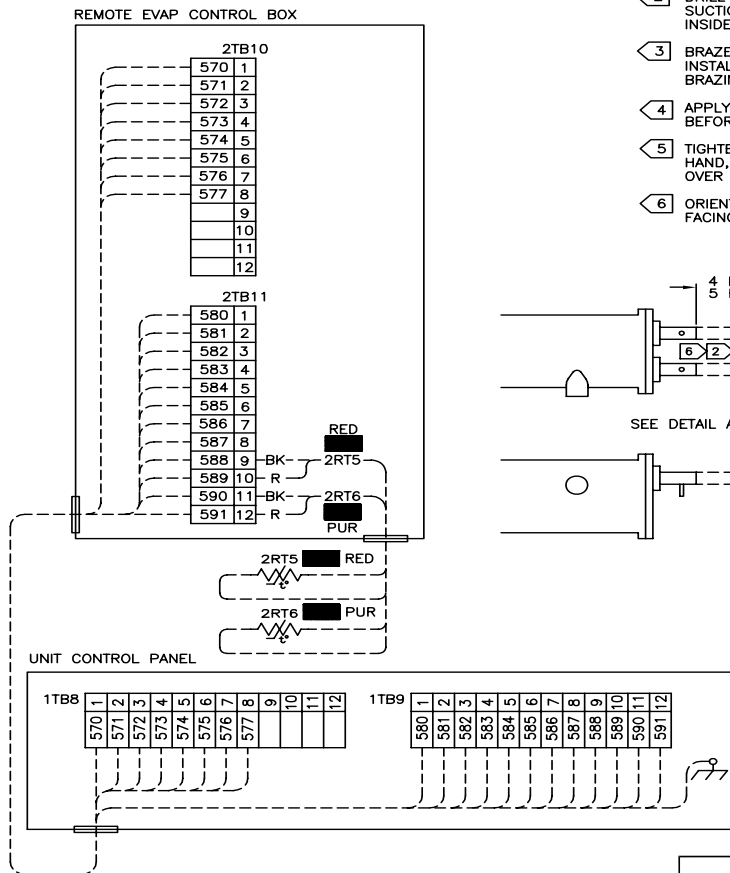 REMOTE EVAP CONTROL BOX
2TB10
570 1
571 2
572 3
573 4
574 5
575 6
576 7
577 8
9
10
11
12
2TB11
580 1
581 2
582 3
583 4
584 5
585 6
586 7
587 8
588 9 BK
589 10 R
590 11 BK
591 12 R
RED
2RT5
2RT6
PUR
2RT5 RED
t°
2RT6 PUR
t°
SUCTIO
INSIDE
3 BRAZE
INSTAL
BRAZIN
4 APPLY
BEFOR
5 TIGHTE
HAND,
OVER
6 ORIENT
FACING
4
5
6 2
SEE DETAIL A
UNIT CONTROL PANEL
1TB8
1 2 3 4 5 6 7 8 9 10 11 12
570 571 572 573 574 575 576 577
1TB9
1 2 3 4 5 6 7 8 9 10 11 12
580 581 582 583 584 585 586 587 588 589 590 591